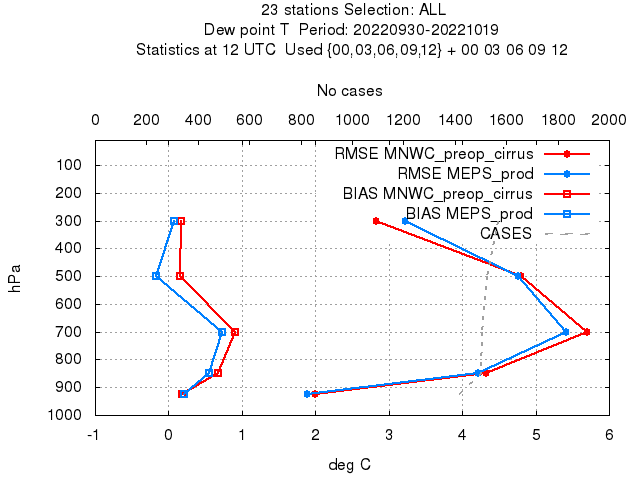 23 stations Selection: ALL
Dew point T  Period: 20220930-20221019
Statistics at 12 UTC  Used {00,03,06,09,12} + 00 03 06 09 12
No cases
0 200 400 600 800 1000 1200 1400 1600 1800 2000
RMSE MNWC_preop_cirrus
RMSE MEPS_prod
BIAS MNWC_preop_cirrus
BIAS MEPS_prod
CASES
100
200
300
400
500
600
700
800
900
1000
hPa
-1 0 1 2 3 4 5 6
deg C